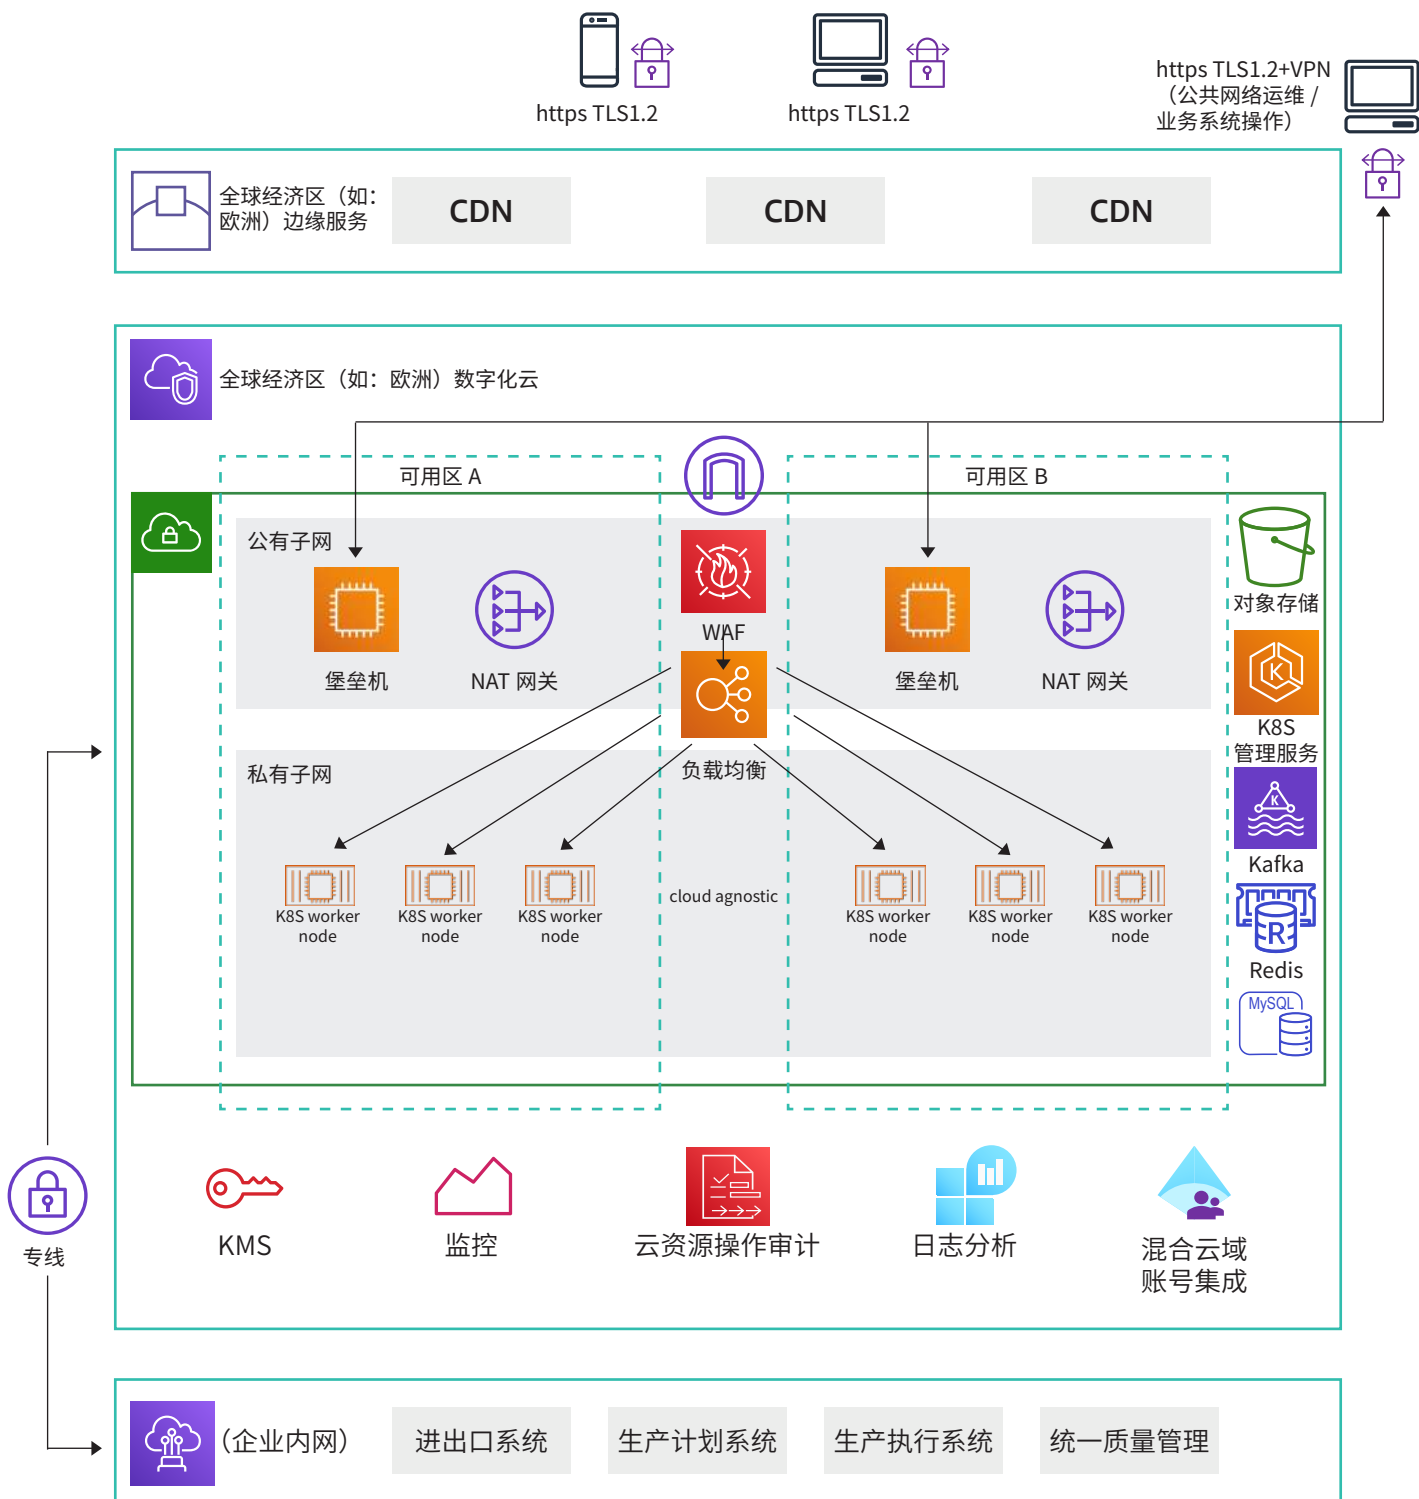 https TLS1.2
https TLS1.2
https TLS1.2+VPN
（公共网络运维 /
业务系统操作）
全球经济区（如：
欧洲）边缘服务
CDN
CDN
CDN
全球经济区（如：欧洲）数字化云
可用区 A
可用区 B
公有子网
堡垒机
NAT 网关
WAF
堡垒机
NAT 网关
对象存储
K
K8S
管理服务
私有子网
负载均衡
K
Kafka
K8S worker
node
K8S worker
node
K8S worker
node
cloud agnostic
K8S worker
node
K8S worker
node
K8S worker
node
R
Redis
MySQL
专线
KMS
监控
云资源操作审计
日志分析
混合云域
账号集成
（企业内网）
进出口系统
生产计划系统
生产执行系统
统一质量管理